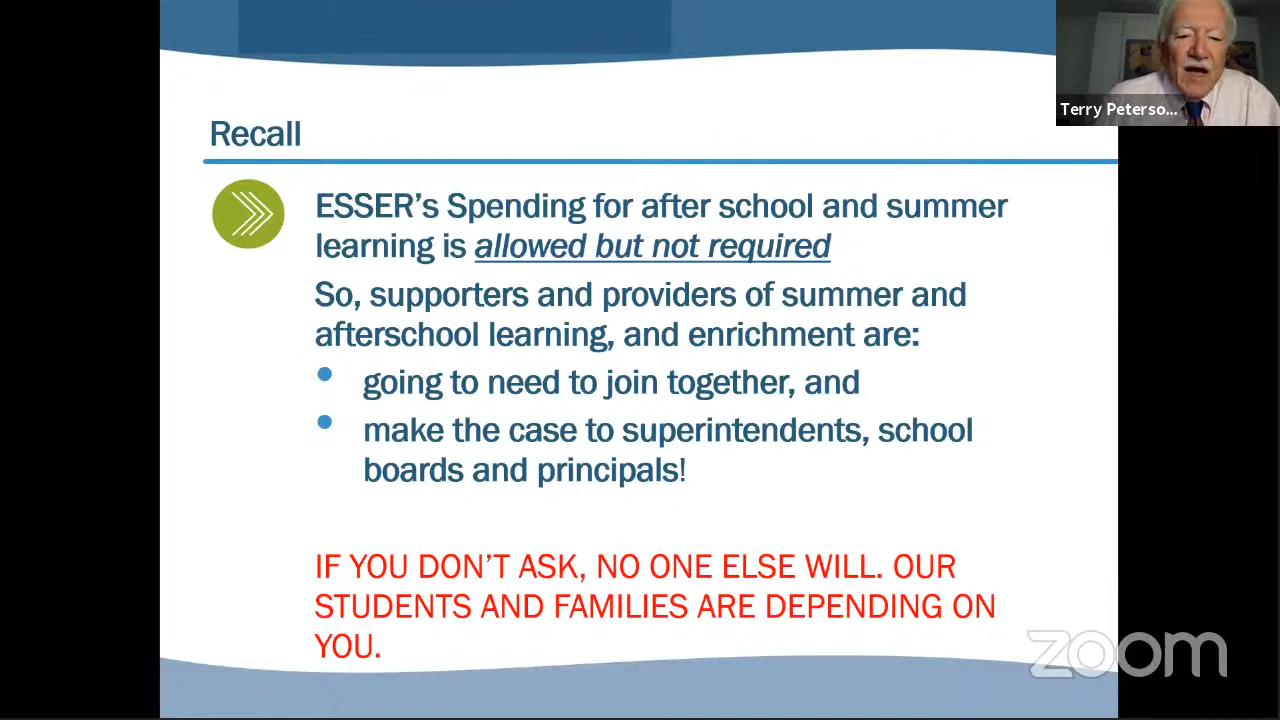 Terry Peterso...
Recall
ESSER's Spending for after school and summer
learning is allowed but not required
So, supporters and providers of summer and
afterschool learning, and enrichment are:
• going to need to join together, and
• make the case to superintendents, school
boards and principals!
IF YOU DON'T ASK, NO ONE ELSE WILL. OUR
STUDENTS AND FAMILIES ARE DEPENDING ON
YOU.
zoom